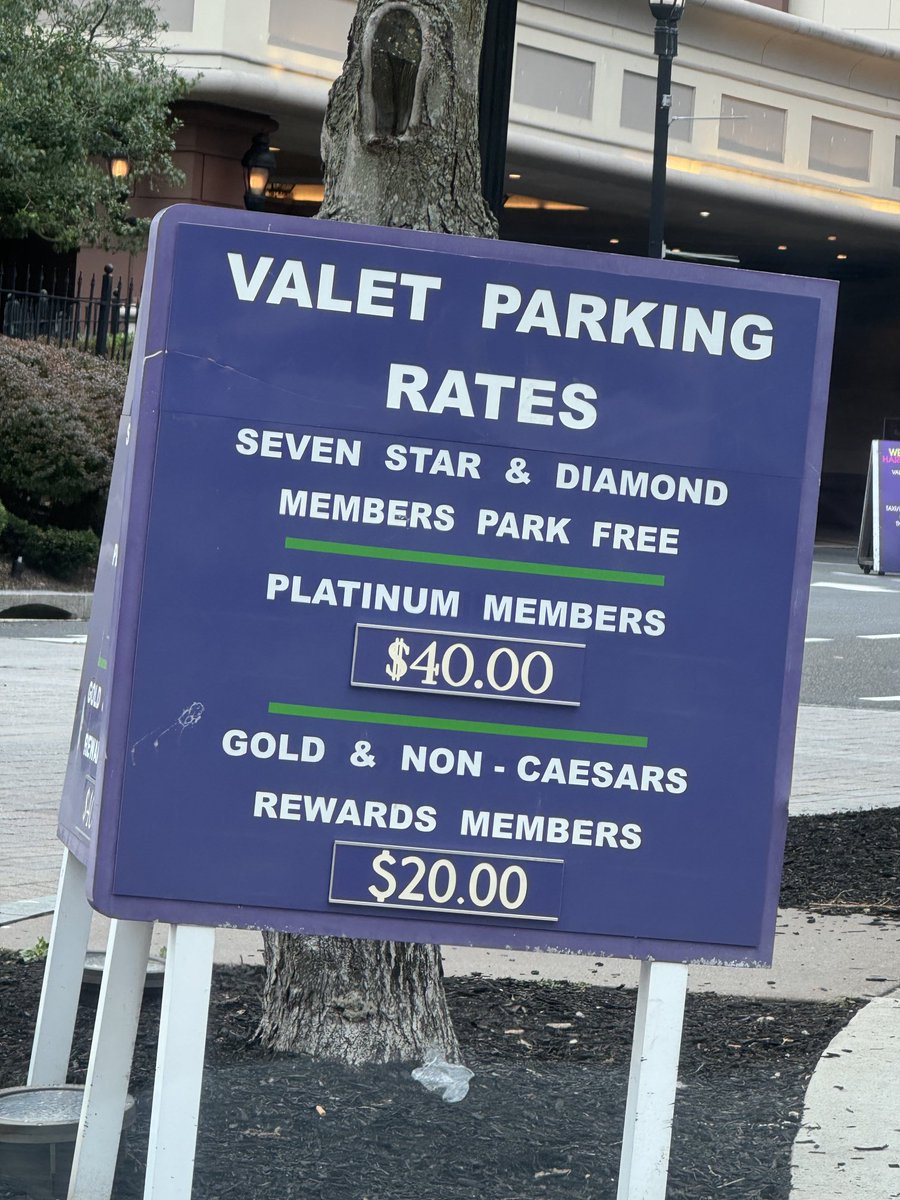 VALET PARKING
RATES
SEVEN STAR & DIAMOND
MEMBERS PARK FREE
PLATINUM MEMBERS
$40.00
GOLD & NON - CAESARS
REWARDS MEMBERS
$20.00
GOLD